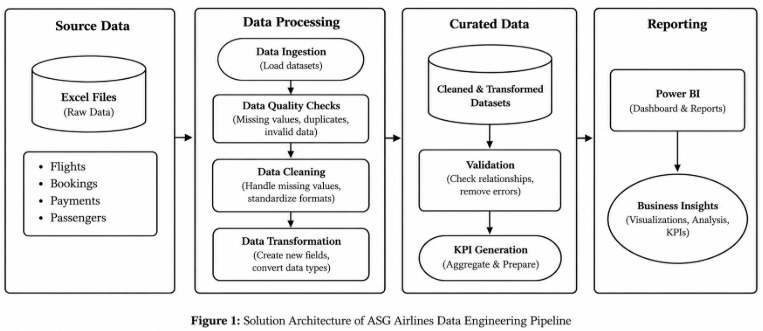 Source Data
Excel Files
(Raw Data)
• Flights
• Bookings
• Payments
• Passengers
Data Processing
Data Ingestion
(Load datasets)
Data Quality Checks
(Missing values, duplicates,
invalid data)
Data Cleaning
(Handle missing values,
standardize formats)
Data Transformation
(Create new fields,
convert data types)
Curated Data
Cleaned & Transformed
Datasets
Validation
(Check relationships,
remove errors)
KPI Generation
(Aggregate & Prepare)
Reporting
Power BI
(Dashboard & Reports)
Business Insights
(Visualizations, Analysis,
KPIs)
Figure 1: Solution Architecture of ASG Airlines Data Engineering Pipeline